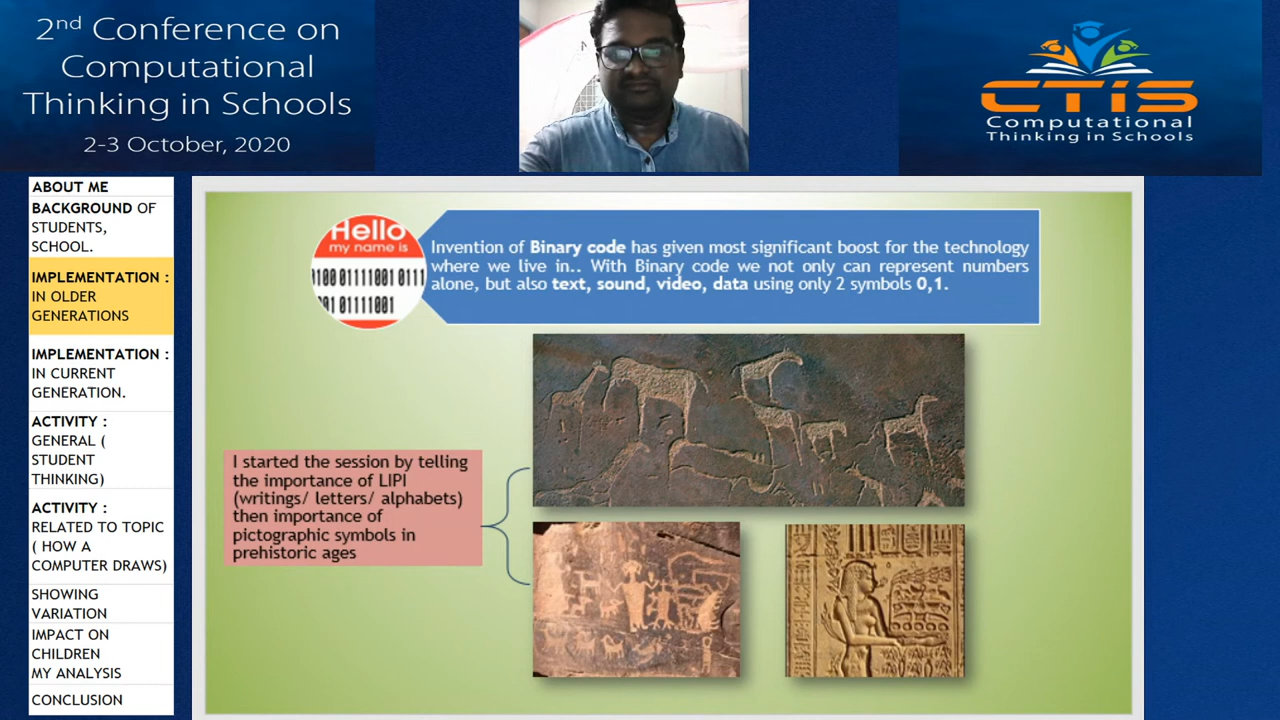 2nd Conference on
Computational
Thinking in Schools
2-3 October, 2020
CTiS
Computational
Thinking in Schools
ABOUT ME
BACKGROUND OF
STUDENTS,
SCHOOL.
IMPLEMENTATION :
IN OLDER
GENERATIONS
IMPLEMENTATION :
IN CURRENT
GENERATION.
ACTIVITY :
GENERAL (
STUDENT
THINKING)
ACTIVITY :
RELATED TO TOPIC
( HOW A
COMPUTER DRAWS)
SHOWING
VARIATION
IMPACT ON
CHILDREN
MY ANALYSIS
CONCLUSION
Hello
my name is
0100 01111001 0111
001 01111001
Invention of Binary code has given most significant boost for the technology
where we live in.. With Binary code we not only can represent numbers
alone, but also text, sound, video, data using only 2 symbols 0,1.
I started the session by telling
the importance of LIPI
(writings/ letters/ alphabets)
then importance of
pictographic symbols in
prehistoric ages